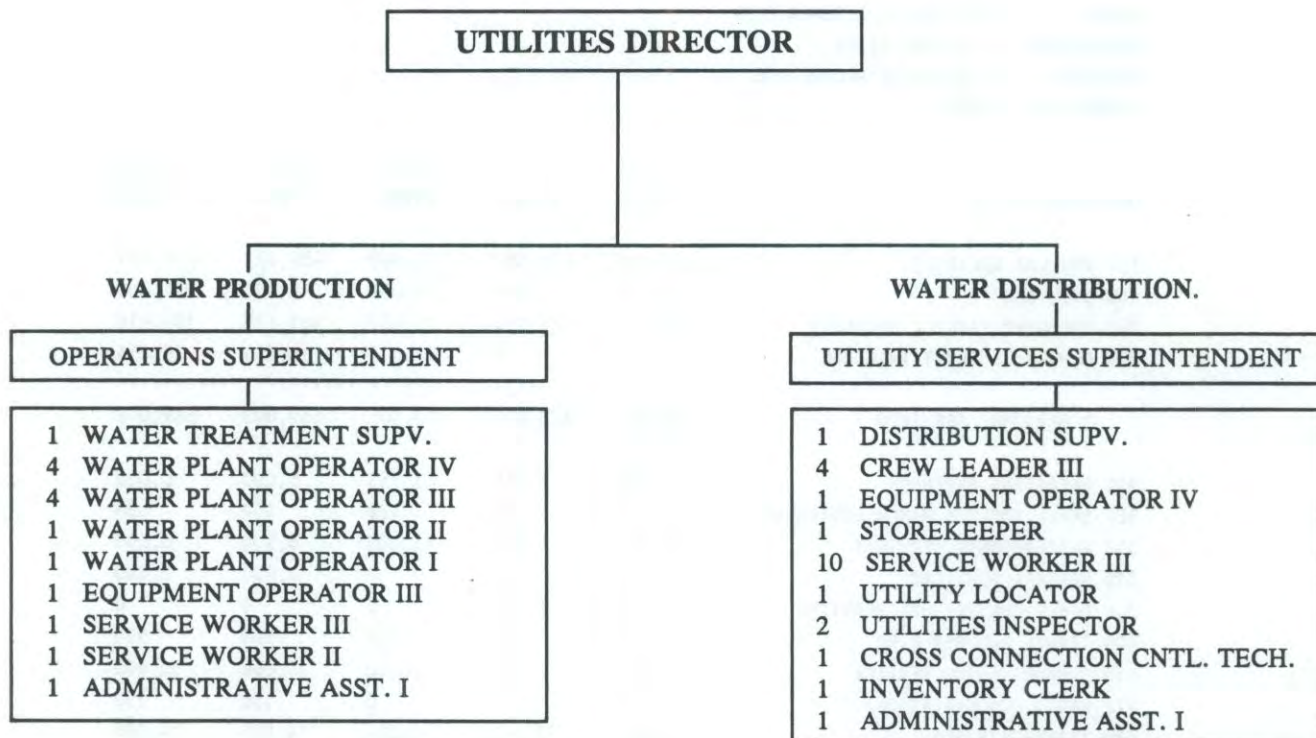 UTILITIES DIRECTOR
WATER PRODUCTION
OPERATIONS SUPERINTENDENT
1 WATER TREATMENT SUPV.
4 WATER PLANT OPERATOR IV
4 WATER PLANT OPERATOR III
1 WATER PLANT OPERATOR II
1 WATER PLANT OPERATOR I
1 EQUIPMENT OPERATOR III
1 SERVICE WORKER III
1 SERVICE WORKER II
1 ADMINISTRATIVE ASST. I
WATER DISTRIBUTION.
UTILITY SERVICES SUPERINTENDENT
1 DISTRIBUTION SUPV.
4 CREW LEADER III
1 EQUIPMENT OPERATOR IV
1 STOREKEEPER
10 SERVICE WORKER III
1 UTILITY LOCATOR
2 UTILITIES INSPECTOR
1 CROSS CONNECTION CNTL. TECH.
1 INVENTORY CLERK
1 ADMINISTRATIVE ASST. I